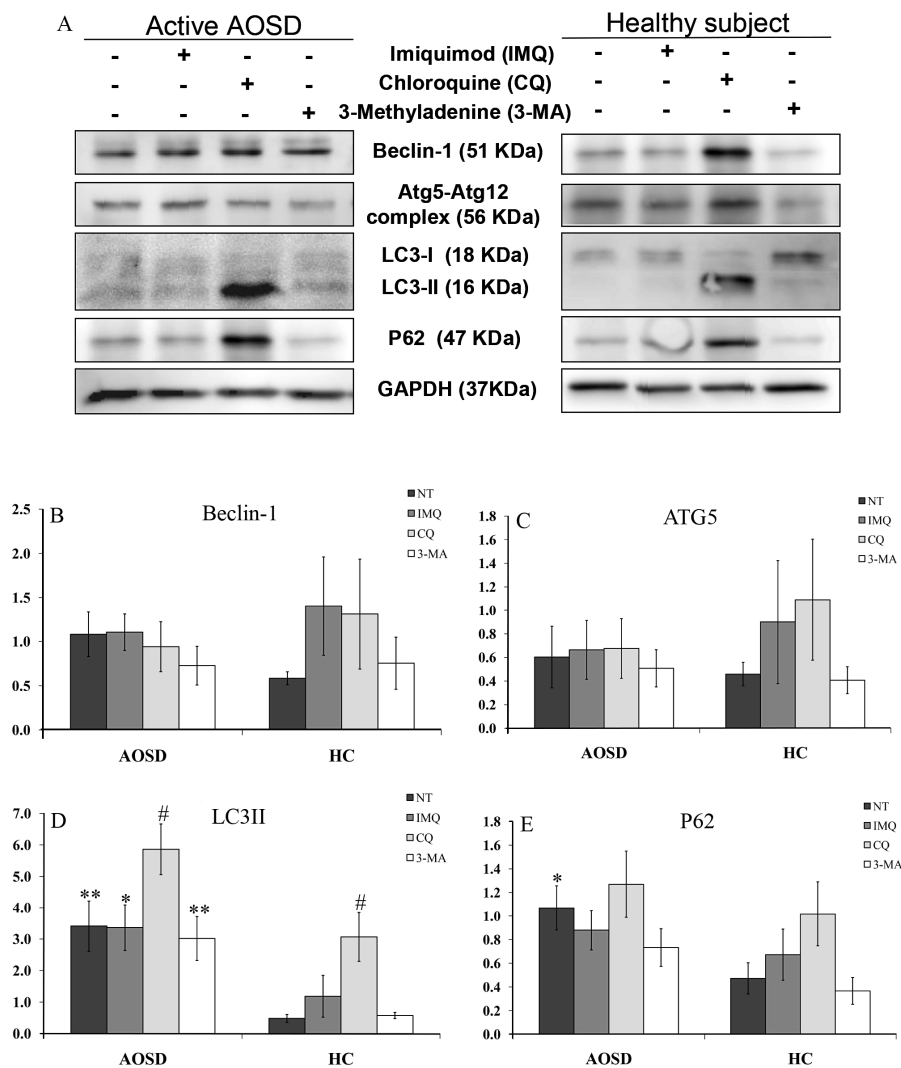 A
Active AOSD
Healthy subject
- + - - Imiquimod (IMQ) - + - -
- - + - Chloroquine (CQ) - - + -
- - - + 3-Methyladenine (3-MA) - - - +
Beclin-1 (51 KDa)
Atg5-Atg12
complex (56 KDa)
LC3-I (18 KDa)
LC3-II (16 KDa)
P62 (47 KDa)
GAPDH (37KDa)
B
Beclin-1
NT
IMQ
CQ
3-MA
2.5
2.0
1.5
1.0
0.5
0.0
AOSD HC
C
ATG5
NT
IMQ
CQ
3-MA
1.8
1.6
1.4
1.2
1.0
0.8
0.6
0.4
0.2
0.0
AOSD HC
D
LC3II
NT
IMQ
CQ
3-MA
7.0
6.0
5.0
4.0
3.0
2.0
1.0
0.0
** * # ** #
AOSD HC
E
P62
NT
IMQ
CQ
3-MA
1.8
1.6
1.4
1.2
1.0
0.8
0.6
0.4
0.2
0.0
*
AOSD HC